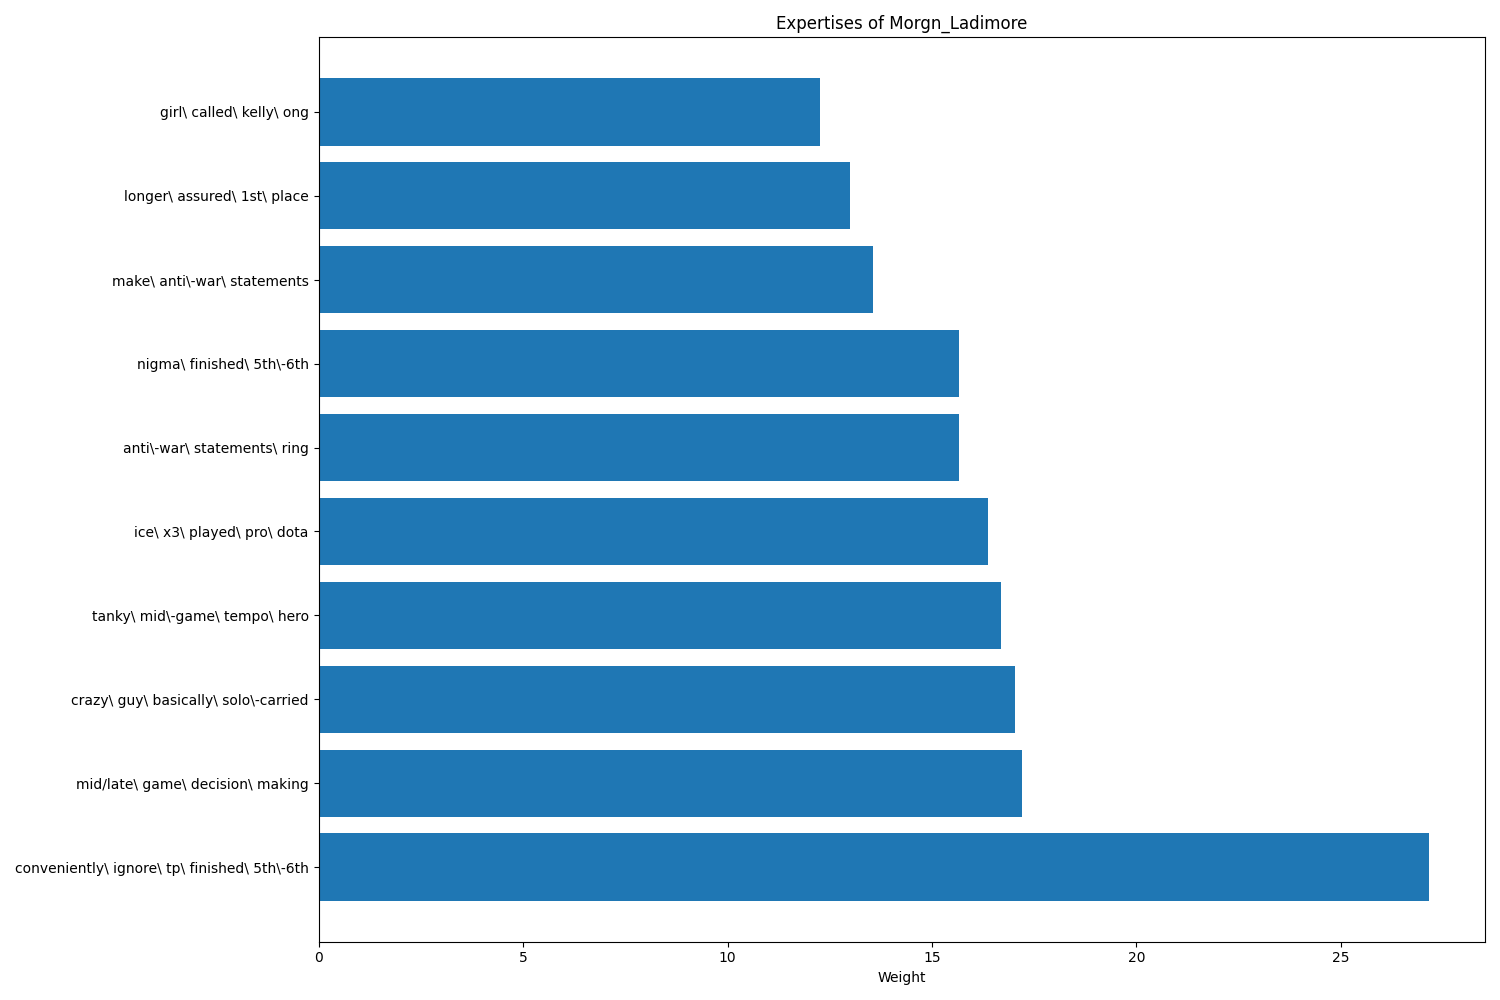 Expertises of Morgn_Ladimore
girl\ called\ kelly\ ong
longer\ assured\ 1st\ place
make\ anti\-war\ statements
nigma\ finished\ 5th\-6th
anti\-war\ statements\ ring
ice\ x3\ played\ pro\ dota
tanky\ mid\-game\ tempo\ hero
crazy\ guy\ basically\ solo\-carried
mid/late\ game\ decision\ making
conveniently\ ignore\ tp\ finished\ 5th\-6th
0 5 10 15 20 25
Weight